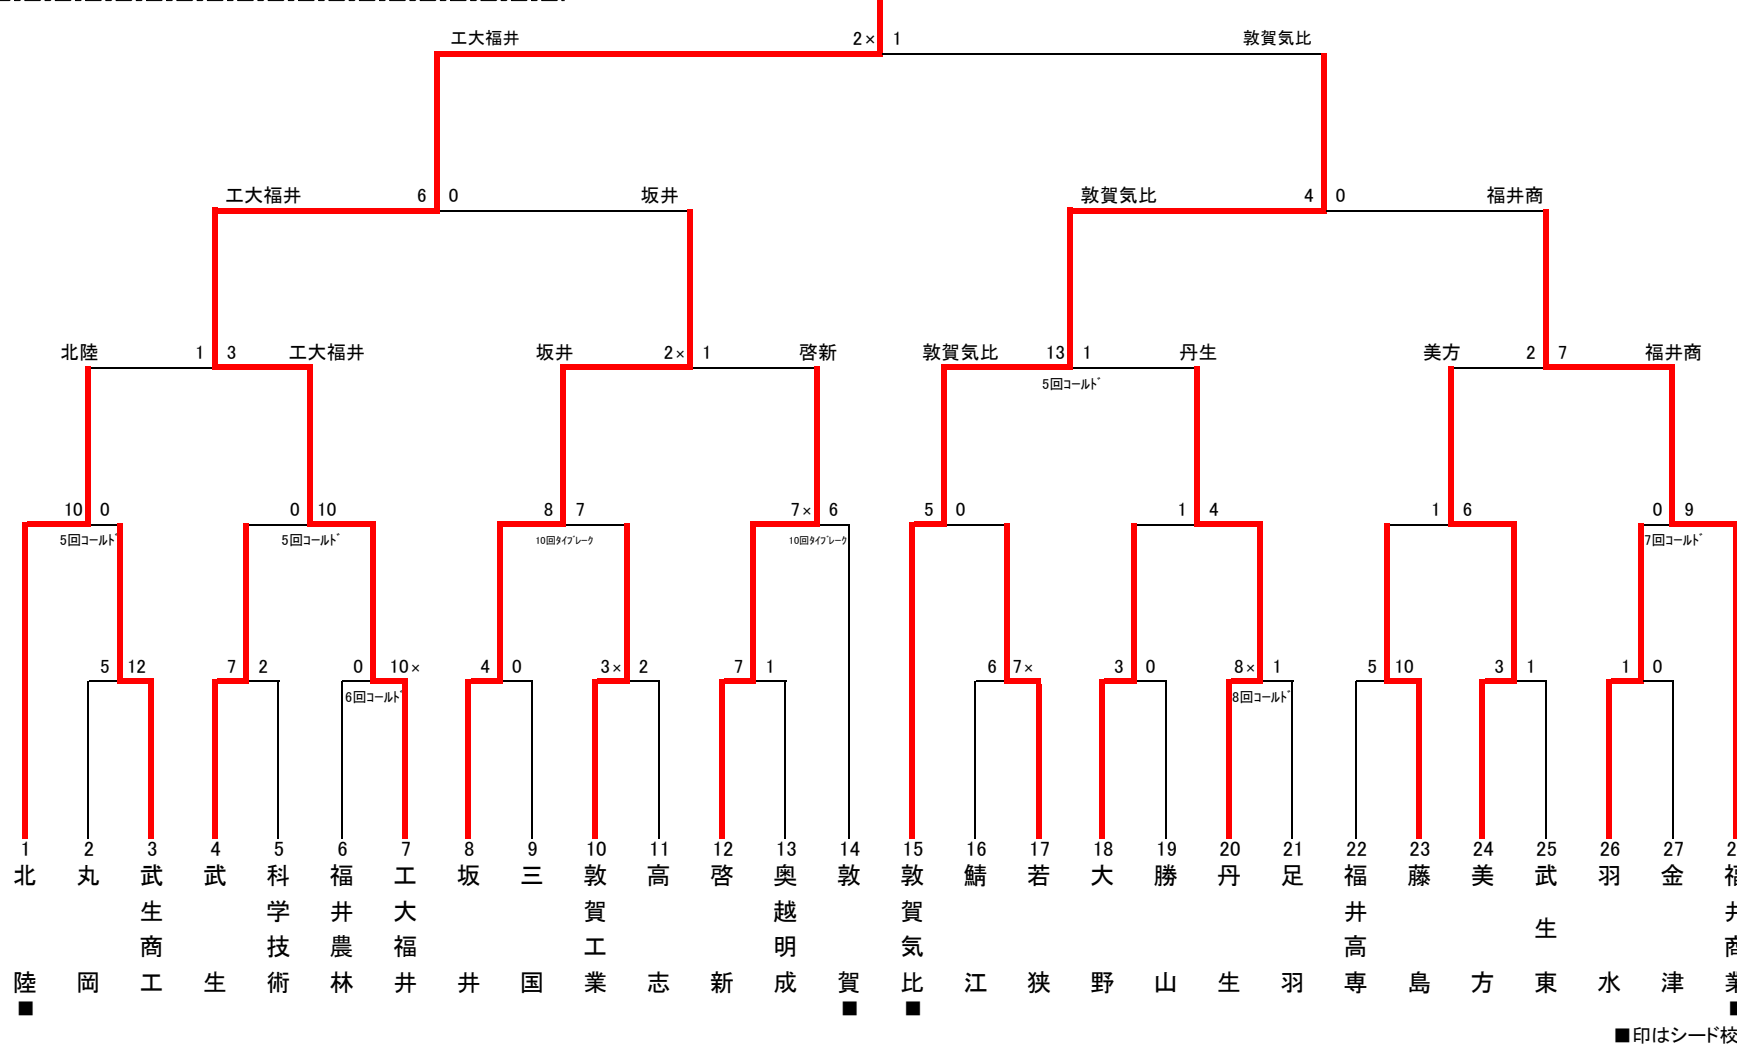 工大福井 2× 1 敦賀気比
工大福井 6 0 坂井 敦賀気比 4 0 福井商
北陸 1 3 工大福井 坂井 2× 1 啓新 敦賀気比 13 1 丹生 美方 2 7 福井商
5回コールド
10 0 0 10 8 7 7× 6 5 0 1 4 1 6 0 9
5回コールド 5回コールド 10回タイブレーク 10回タイブレーク 7回コールド
5 12 7 2 0 10× 4 0 3× 2 7 1 6 7× 3 0 8× 1 5 10 3 1 1 0
6回コールド 8回コールド
1 2 3 4 5 6 7 8 9 10 11 12 13 14 15 16 17 18 19 20 21 22 23 24 25 26 27
北陸
丸岡
武生商工
武生
科学技術
福井農林
工大福井
坂井
三国
敦賀工業
高志
啓新
奥越明成
敦賀
敦賀気比
鯖江
若狭
大野
勝山
丹生
足羽
福井高専
藤島
美方
武生東
羽水
金津
福井商業
■ ■ ■ ■
■印はシード校